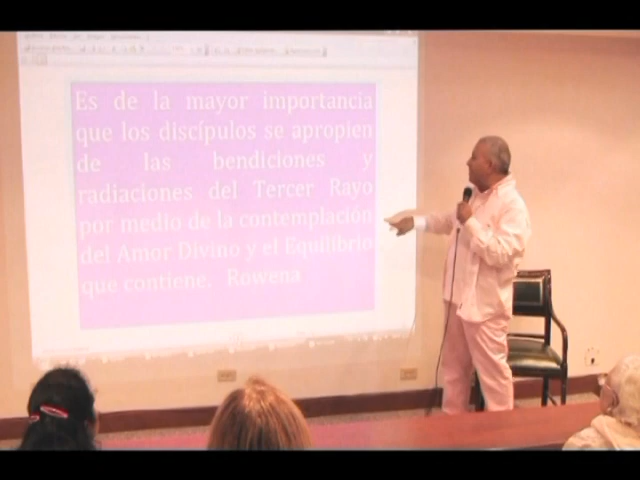 Es de la mayor importancia
que los discípulos se apropien
de las bendiciones y
radiaciones del Tercer Rayo
por medio de la contemplación
del Amor Divino y el Equilibrio
que contiene. Rowena